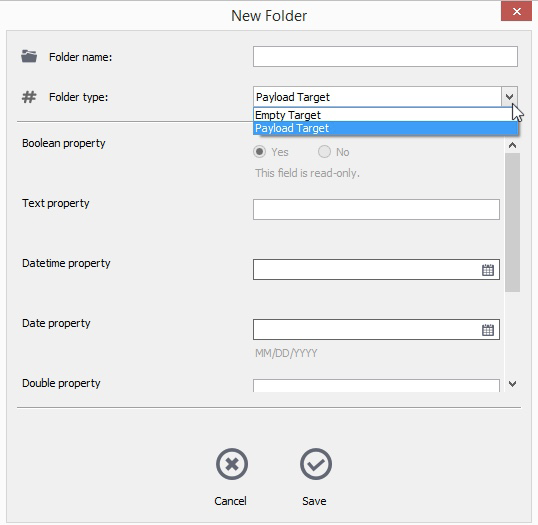 New Folder
Folder name:
# Folder type:
Payload Target
Empty Target
Payload Target
Boolean property
Yes No
This field is read-only.
Text property
Datetime property
Date property
MM/DD/YYYY
Double property
Cancel Save